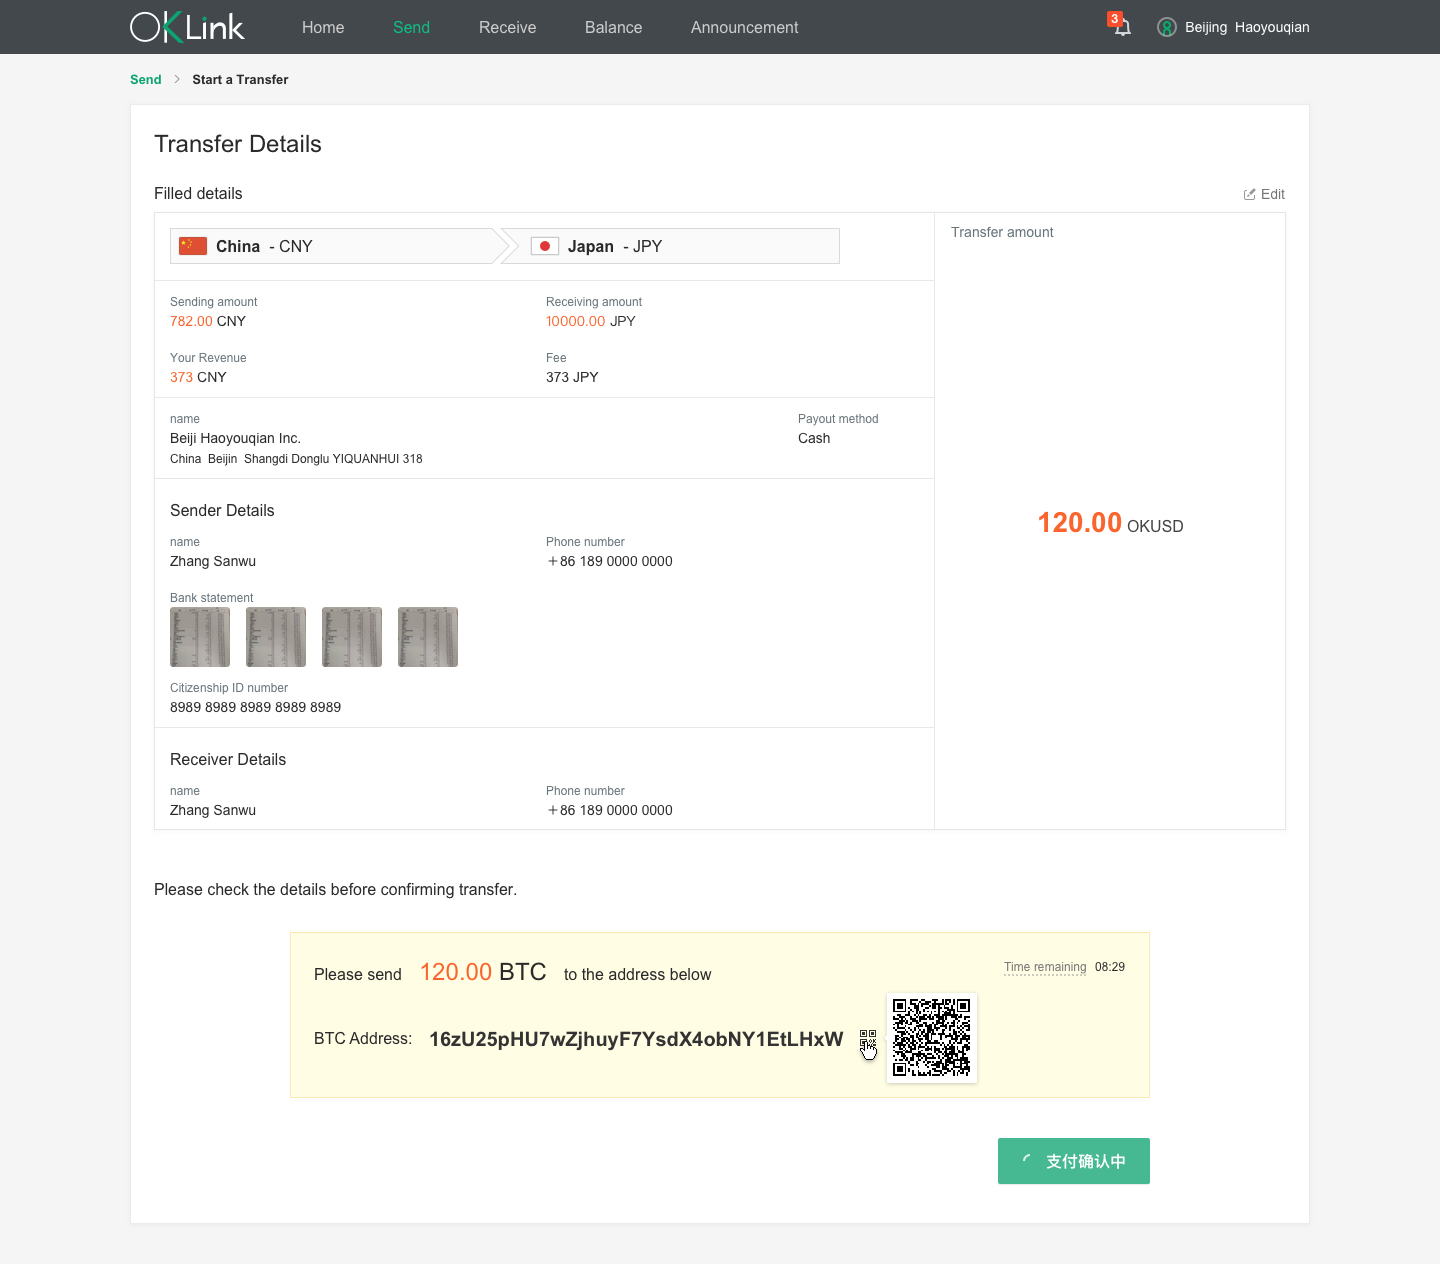 OKLink Home Send Receive Balance Announcement 3 Beijing Haoyouqian
Send > Start a Transfer
Transfer Details
Filled details Edit
China - CNY Japan - JPY Transfer amount
Sending amount Receiving amount
782.00 CNY 10000.00 JPY
Your Revenue Fee
373 CNY 373 JPY
name Payout method
Beiji Haoyouqian Inc. Cash
China Beijin Shangdi Donglu YIQUANHUI 318
Sender Details
120.00 OKUSD
name Phone number
Zhang Sanwu +86 189 0000 0000
Bank statement
Citizenship ID number
8989 8989 8989 8989 8989
Receiver Details
name Phone number
Zhang Sanwu +86 189 0000 0000
Please check the details before confirming transfer.
Please send 120.00 BTC to the address below Time remaining 08:29
BTC Address: 16zU25pHU7wZjhuyF7YsdX4obNY1EtLHxW
支付确认中